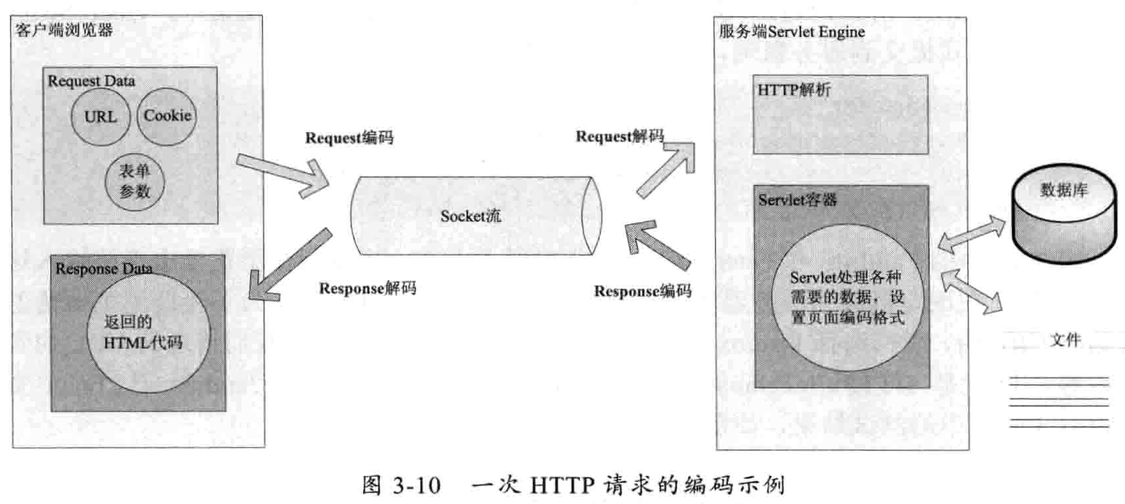 客户端浏览器
Request Data
URL
Cookie
表单
参数
Response Data
返回的
HTML代码
Request编码
Response解码
Socket流
Request解码
Response编码
服务端Servlet Engine
HTTP解析
Servlet容器
Servlet处理各种
需要的数据，设
置页面编码格式
数据库
文件
图 3-10 一次 HTTP 请求的编码示例